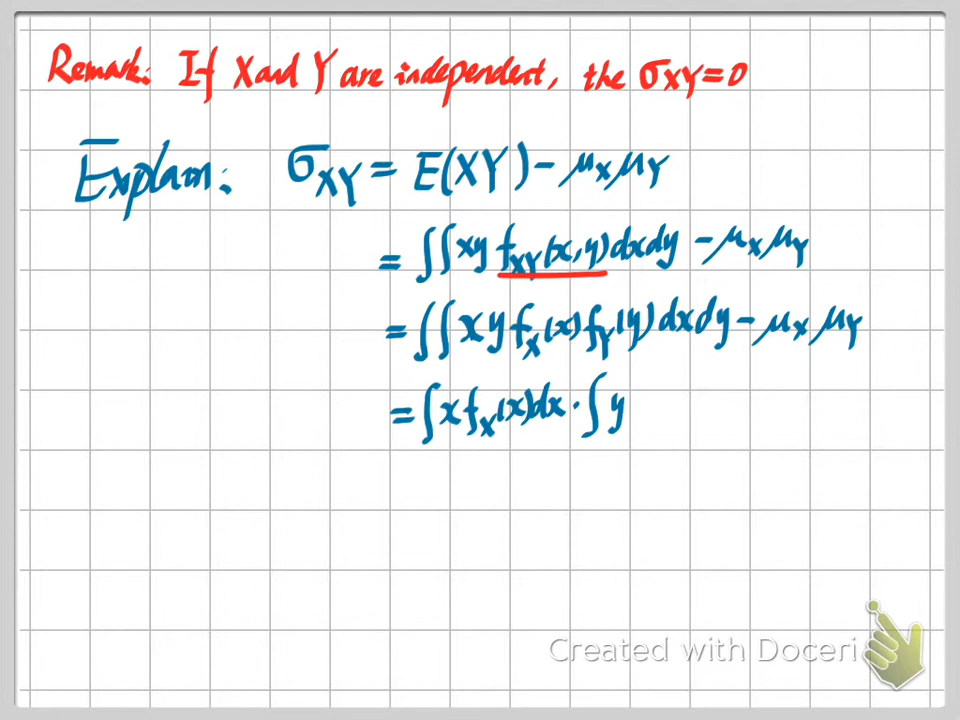 Remark: If X and Y are independent, the σXY = 0
Explain: σXY = E(XY) - μXμY
= ∫∫ xy fXY(x,y)dxdy - μXμY
= ∫∫ xy fX(x)fY(y)dxdy - μXμY
= ∫xfX(x)dx · ∫y
Created with Doceri